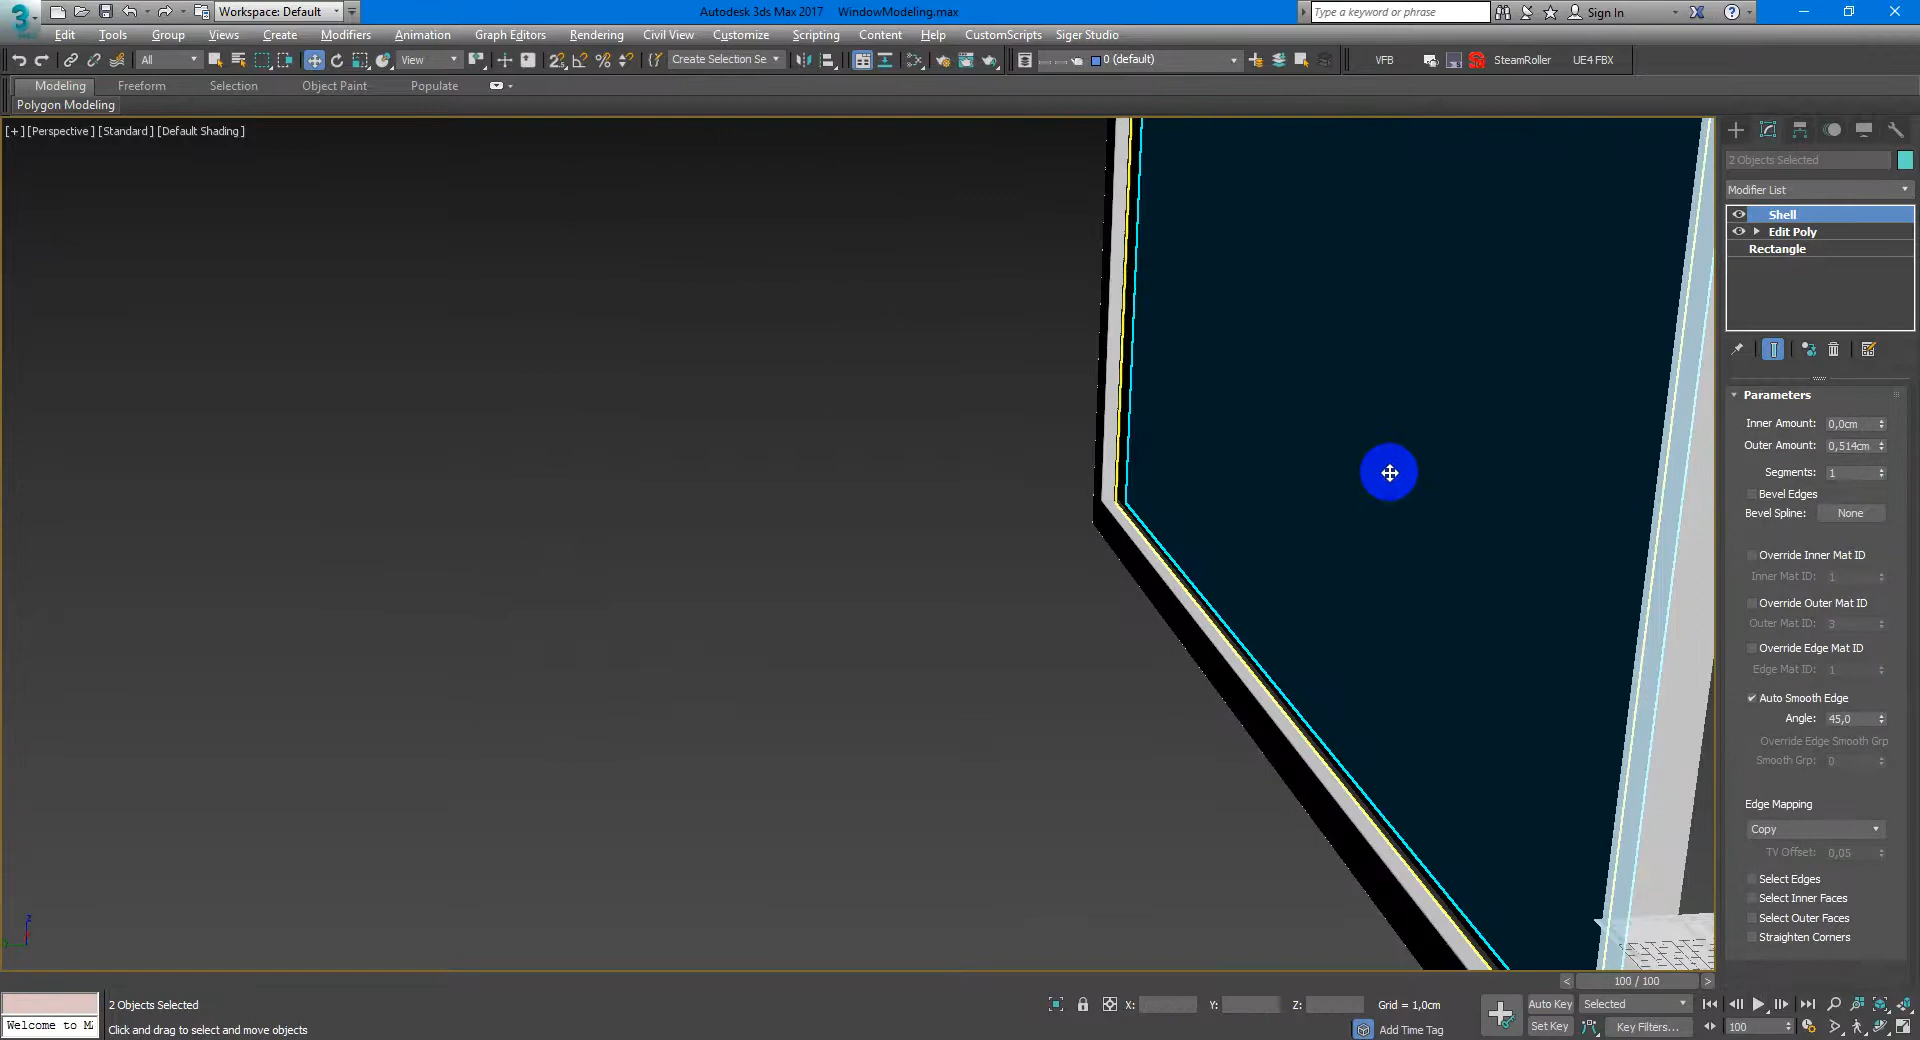 Workspace: Default
Autodesk 3ds Max 2017 WindowModeling.max
Type a keyword or phrase
Sign In
Edit Tools Group Views Create Modifiers Animation Graph Editors Rendering Civil View Customize Scripting Content Help CustomScripts Siger Studio
All View Create Selection Se 0 (default) VFB SteamRoller UE4 FBX
Modeling Freeform Selection Object Paint Populate
Polygon Modeling
[+] [Perspective] [Standard] [Default Shading]
2 Objects Selected
Modifier List
Shell
Edit Poly
Rectangle
Parameters
Inner Amount: 0,0cm
Outer Amount: 0,514cm
Segments: 1
Bevel Edges
Bevel Spline: None
Override Inner Mat ID
Inner Mat ID: 1
Override Outer Mat ID
Outer Mat ID: 3
Override Edge Mat ID
Edge Mat ID: 1
Auto Smooth Edge
Angle: 45,0
Override Edge Smooth Grp
Smooth Grp: 0
Edge Mapping
Copy
TV Offset: 0,05
Select Edges
Select Inner Faces
Select Outer Faces
Straighten Corners
z
100 / 100
2 Objects Selected
X: Y: Z: Grid = 1,0cm
Auto Key Selected
Welcome to M
Click and drag to select and move objects
Add Time Tag
Set Key Key Filters... 100